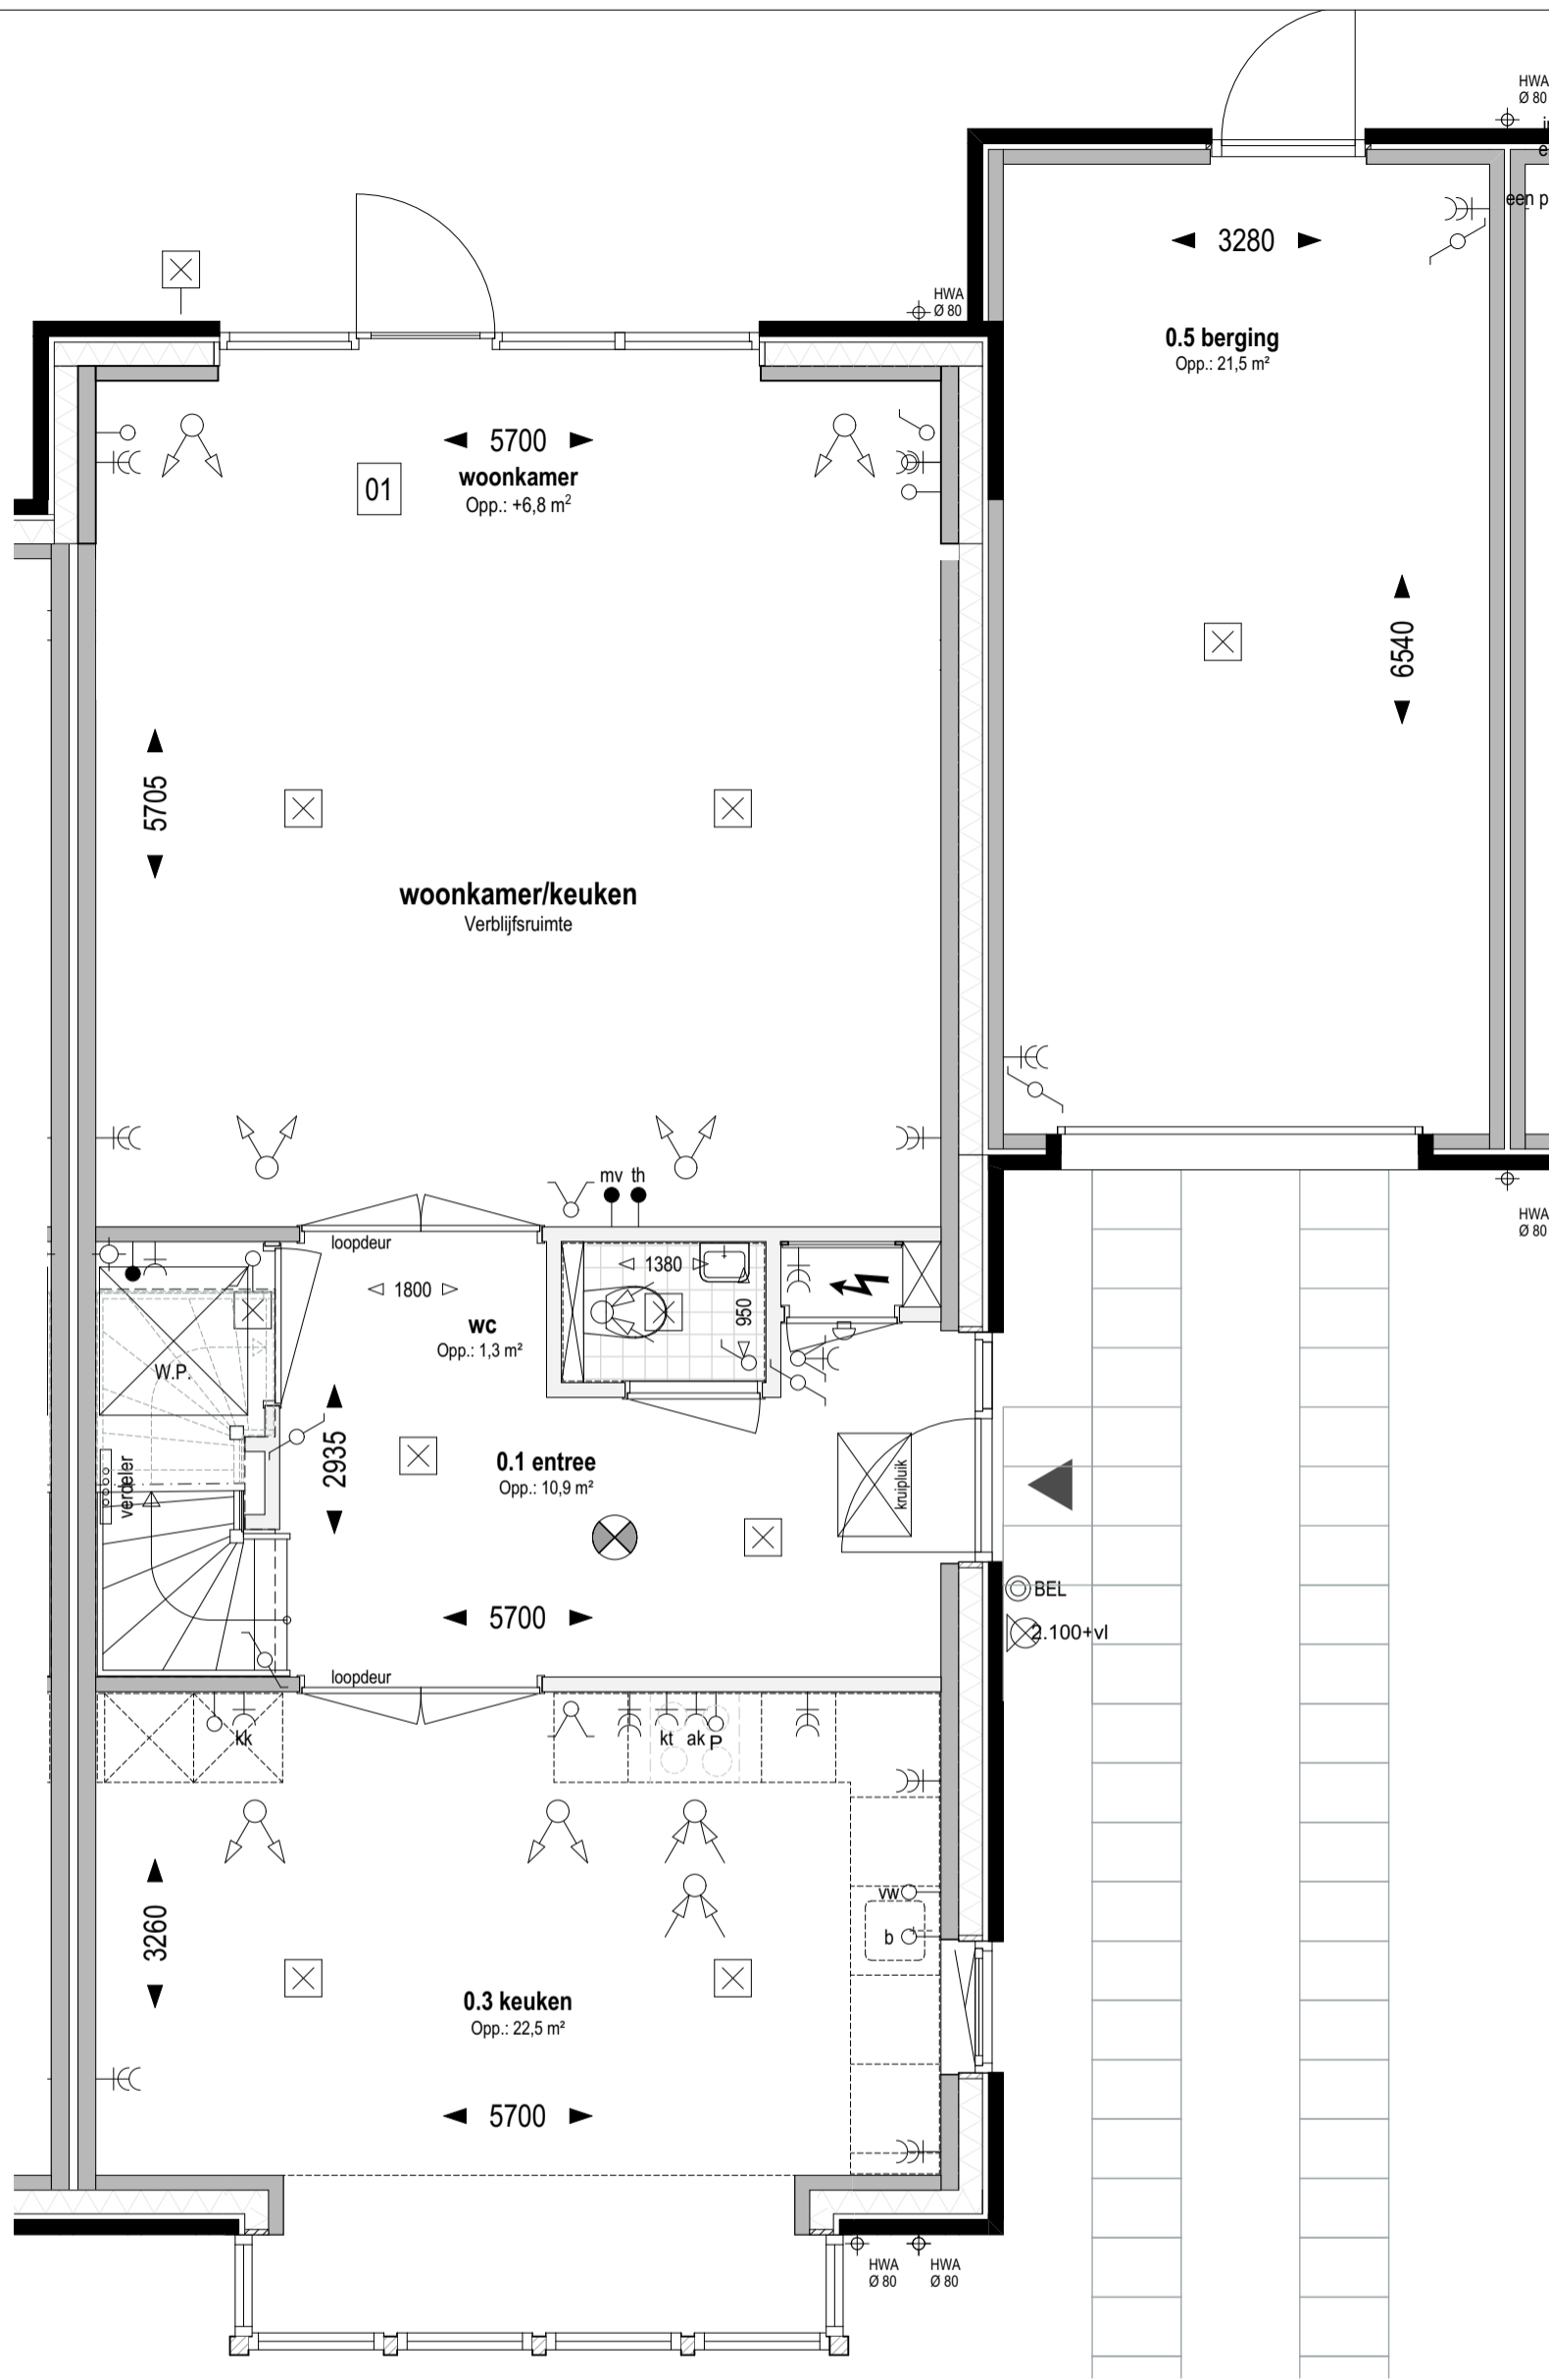 HWA
Ø 80
een p
3280
HWA
Ø 80
0.5 berging
Opp.: 21,5 m²
5700
woonkamer
Opp.: +6,8 m²
01
6540
5705
woonkamer/keuken
Verblijfsruimte
mv th
loopdeur
1800
1380
950
wc
Opp.: 1,3 m²
HWA
Ø 80
W.P.
verdeler
2935
0.1 entree
Opp.: 10,9 m²
kruipluik
5700
BEL
2.100+vl
loopdeur
kk
kt ak P
vw
b
3260
0.3 keuken
Opp.: 22,5 m²
5700
HWA
Ø 80
HWA
Ø 80